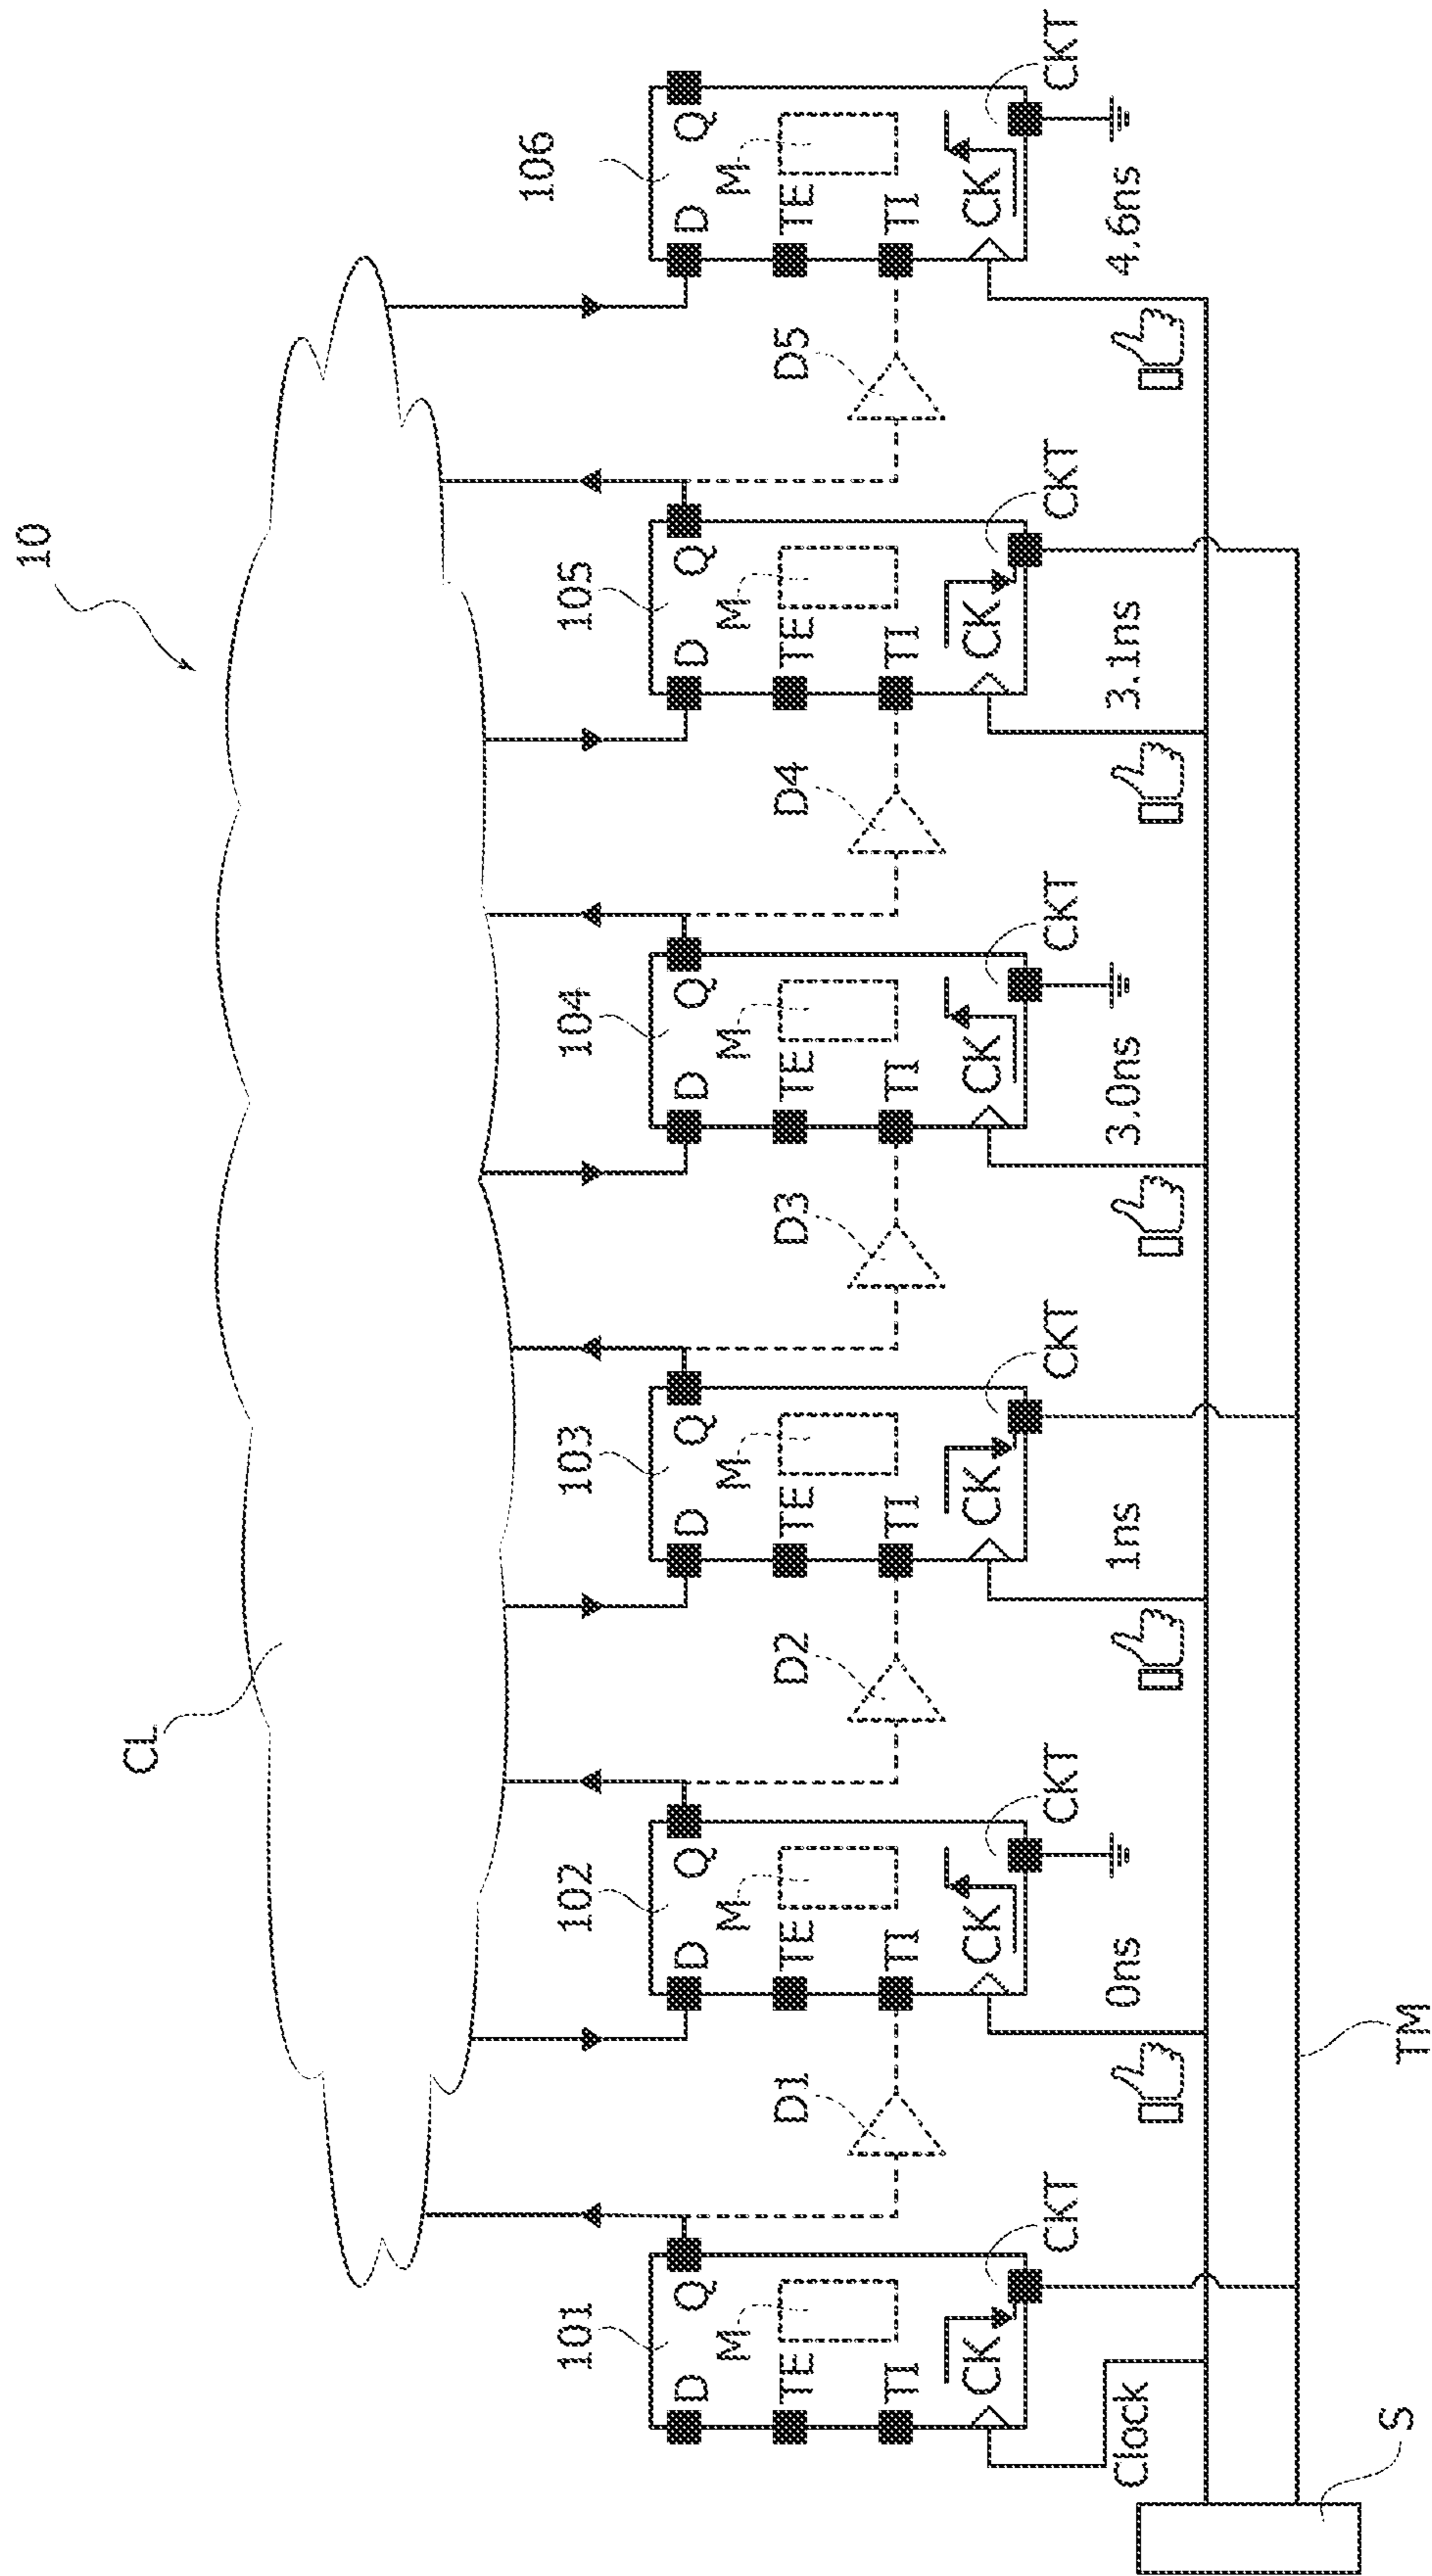 10
CL
101
102
103
104
105
106
D
Q
M
TE
TI
CK
CKT
D1
D
Q
M
TE
TI
CK
CKT
D2
D
Q
M
TE
TI
CK
CKT
D3
D
Q
M
TE
TI
CK
CKT
D4
D
Q
M
TE
TI
CK
CKT
D5
D
Q
M
TE
TI
CK
CKT
Clock
0ns
1ns
3.0ns
3.1ns
4.6ns
TM
S